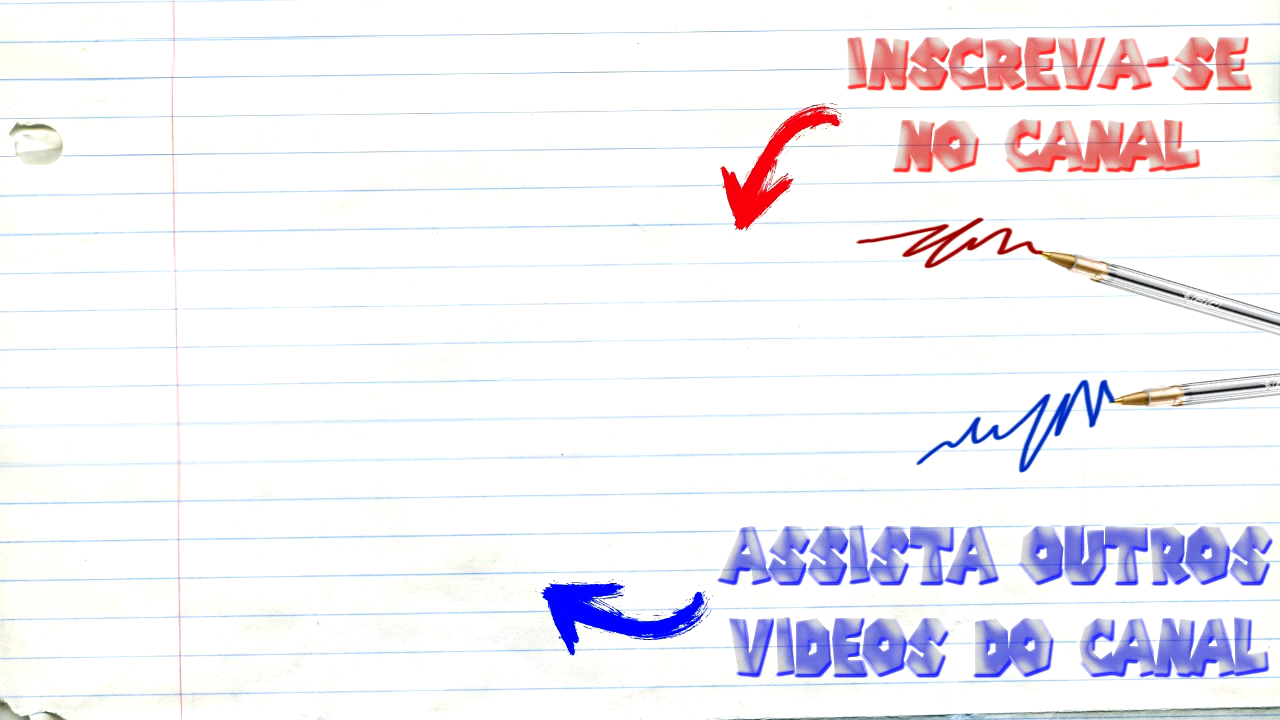 INSCREVA-SE
NO CANAL
ASSISTA OUTROS
VIDEOS DO CANAL